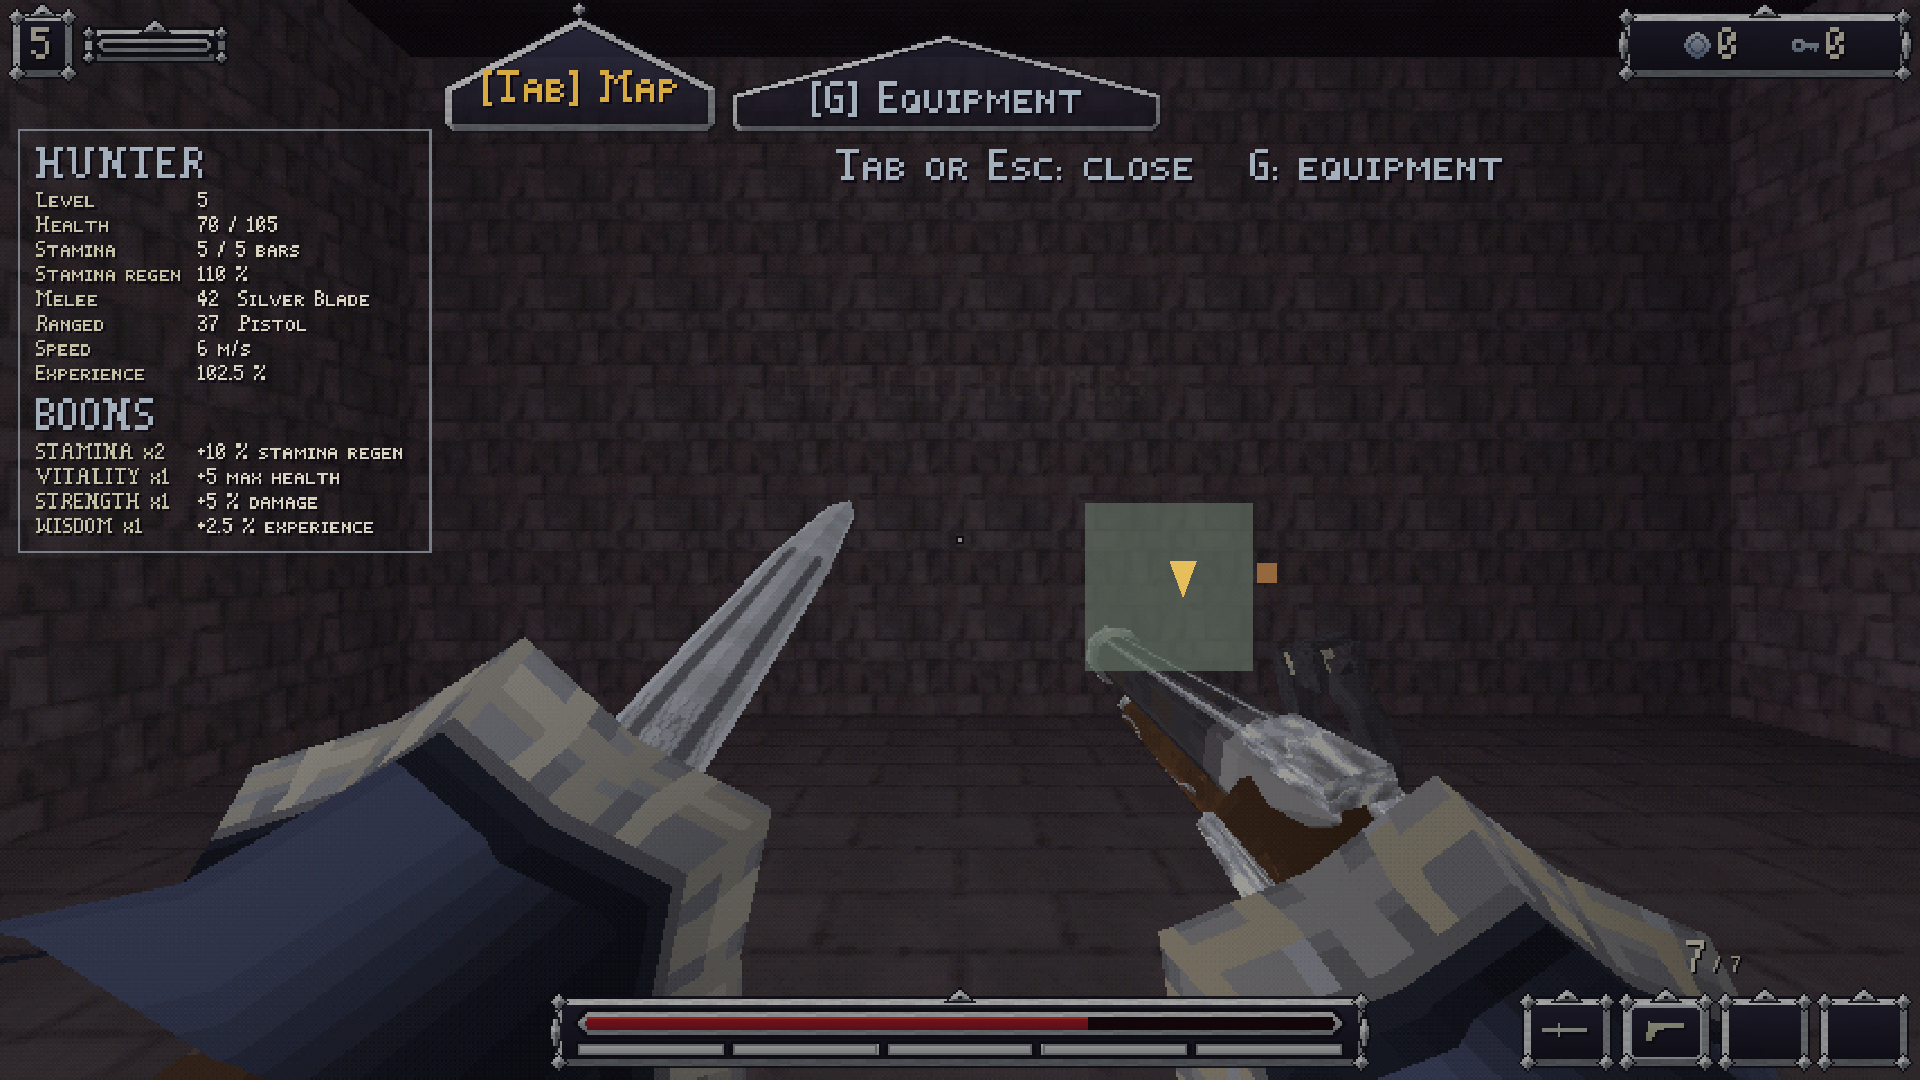 5
[Tab] Map
[G] Equipment
0 0
Tab or Esc: close G: equipment
HUNTER
Level 5
Health 70 / 105
Stamina 5 / 5 bars
Stamina regen 110 %
Melee 42 Silver Blade
Ranged 37 Pistol
Speed 6 m/s
Experience 102.5 %
BOONS
STAMINA x2 +10 % stamina regen
VITALITY x1 +5 max health
STRENGTH x1 +5 % damage
WISDOM x1 +2.5 % experience
THE CATACOMBS
7 / 7